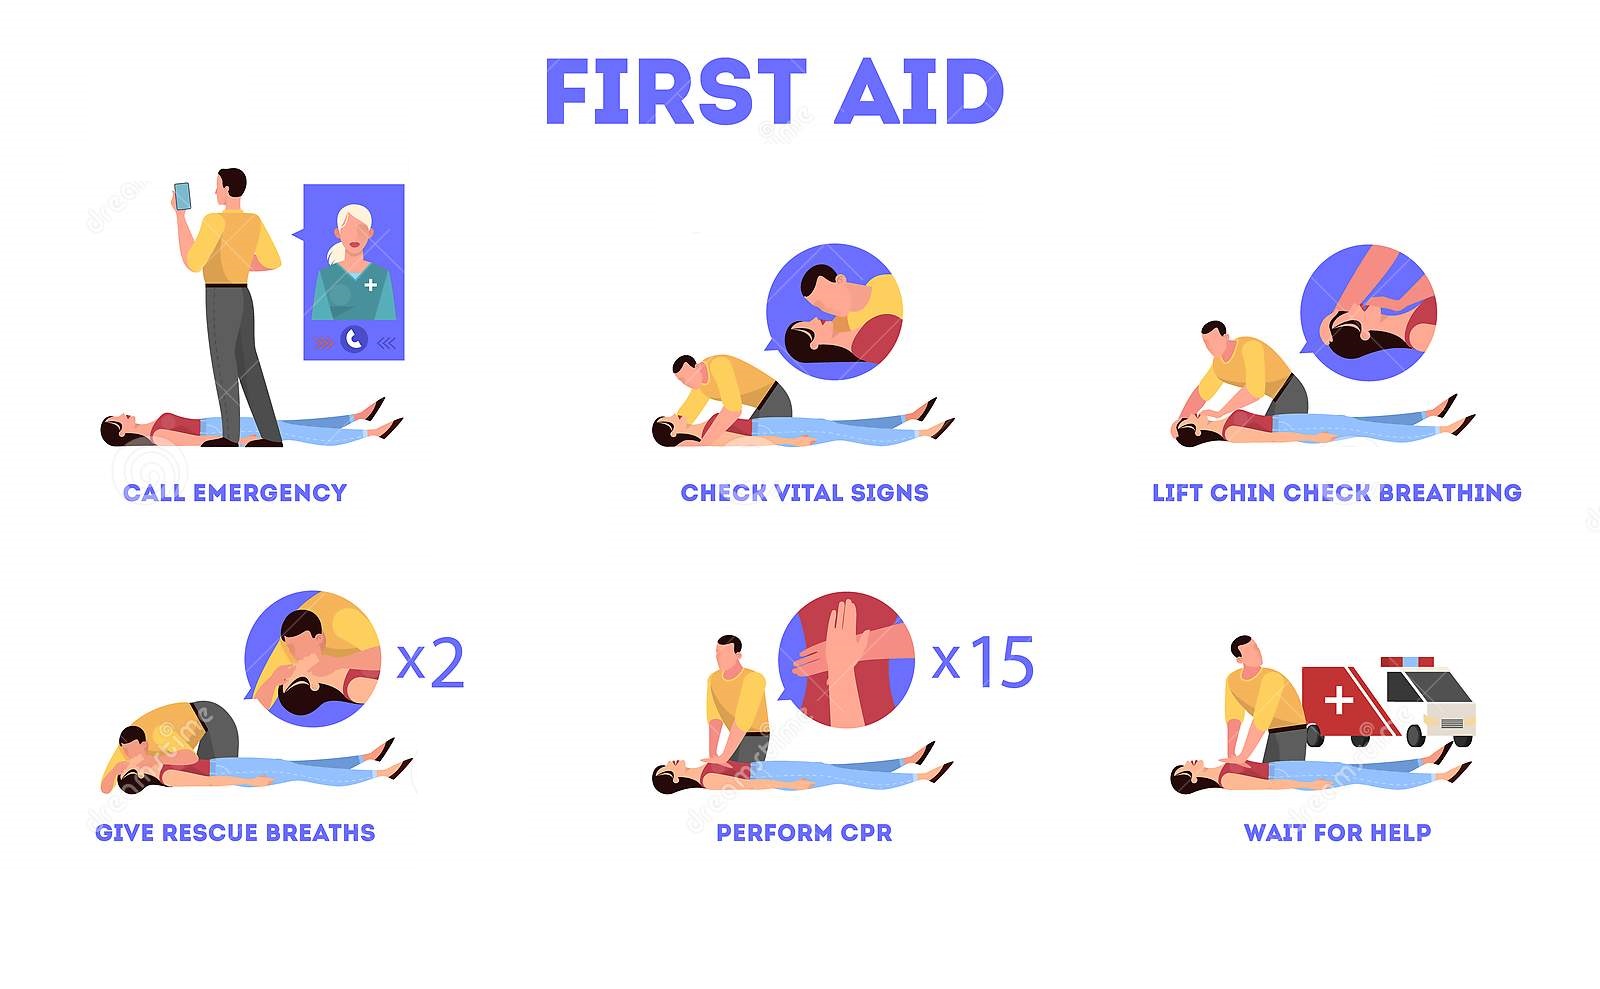 FIRST AID
CALL EMERGENCY
CHECK VITAL SIGNS
LIFT CHIN CHECK BREATHING
x2
x15
GIVE RESCUE BREATHS
PERFORM CPR
WAIT FOR HELP